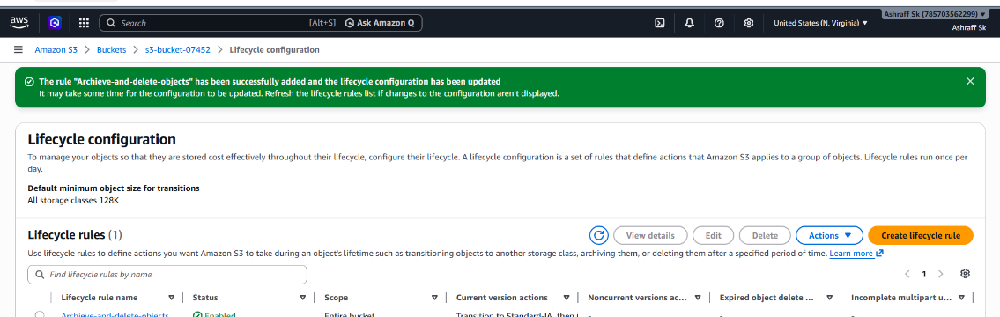 aws
Search
[Alt+S]
Ask Amazon Q
United States (N. Virginia)
Ashraff Sk (785703562299)
Ashraff Sk
Amazon S3
Buckets
s3-bucket-07452
Lifecycle configuration
The rule "Archieve-and-delete-objects" has been successfully added and the lifecycle configuration has been updated
It may take some time for the configuration to be updated. Refresh the lifecycle rules list if changes to the configuration aren't displayed.
Lifecycle configuration
To manage your objects so that they are stored cost effectively throughout their lifecycle, configure their lifecycle. A lifecycle configuration is a set of rules that define actions that Amazon S3 applies to a group of objects. Lifecycle rules run once per
day.
Default minimum object size for transitions
All storage classes 128K
Lifecycle rules (1)
View details
Edit
Delete
Actions
Create lifecycle rule
Use lifecycle rules to define actions you want Amazon S3 to take during an object's lifetime such as transitioning objects to another storage class, archiving them, or deleting them after a specified period of time. Learn more
Find lifecycle rules by name
1
Lifecycle rule name
Status
Scope
Current version actions
Noncurrent versions ac...
Expired object delete ...
Incomplete multipart u...
Archieve-and-delete-objects
Enabled
Entire bucket
Transition to Standard-IA, then
-
-
-